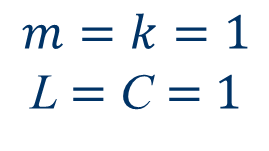 m = k = 1
L = C = 1